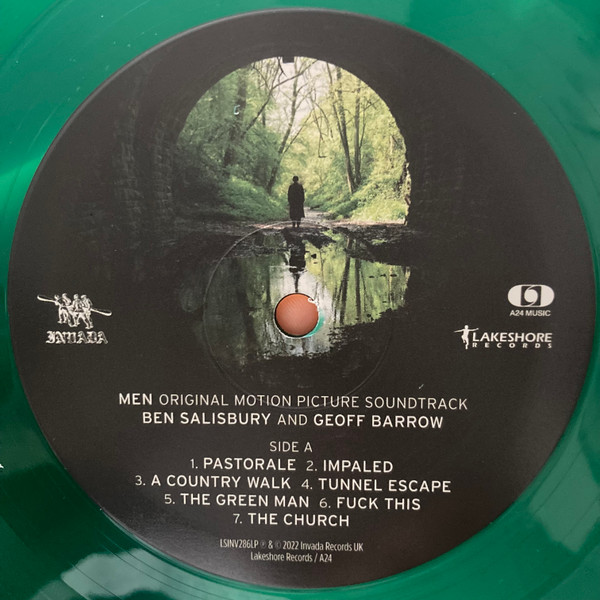 INVADA
A24 MUSIC
LAKESHORE
RECORDS
MEN ORIGINAL MOTION PICTURE SOUNDTRACK
BEN SALISBURY AND GEOFF BARROW
SIDE A
1. PASTORALE 2. IMPALED
3. A COUNTRY WALK 4. TUNNEL ESCAPE
5. THE GREEN MAN 6. FUCK THIS
7. THE CHURCH
LSINV286LP ℗ & © 2022 Invada Records UK
Lakeshore Records / A24